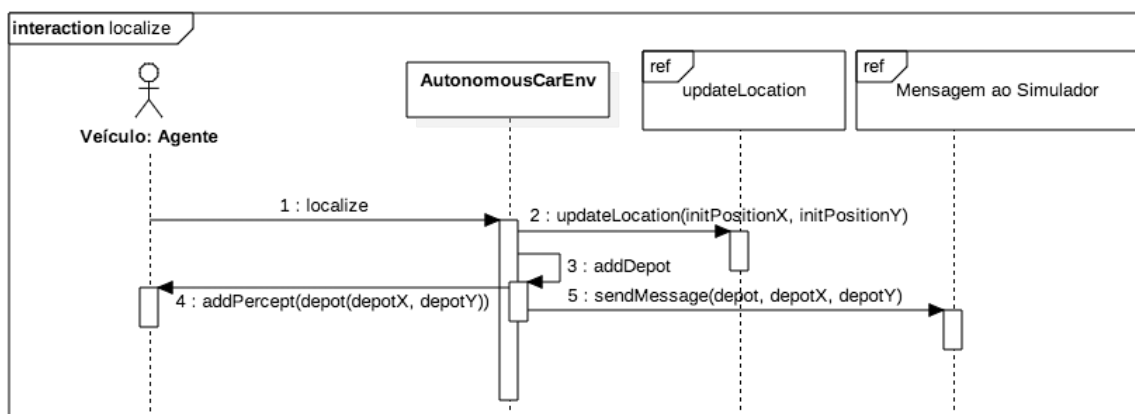 interaction localize
ref
ref
AutonomousCarEnv
updateLocation
Mensagem ao Simulador
Veículo: Agente
1 : localize
2 : updateLocation(initPositionX, initPositionY)
3 : addDepot
4 : addPercept(depot(depotX, depotY))
5 : sendMessage(depot, depotX, depotY)